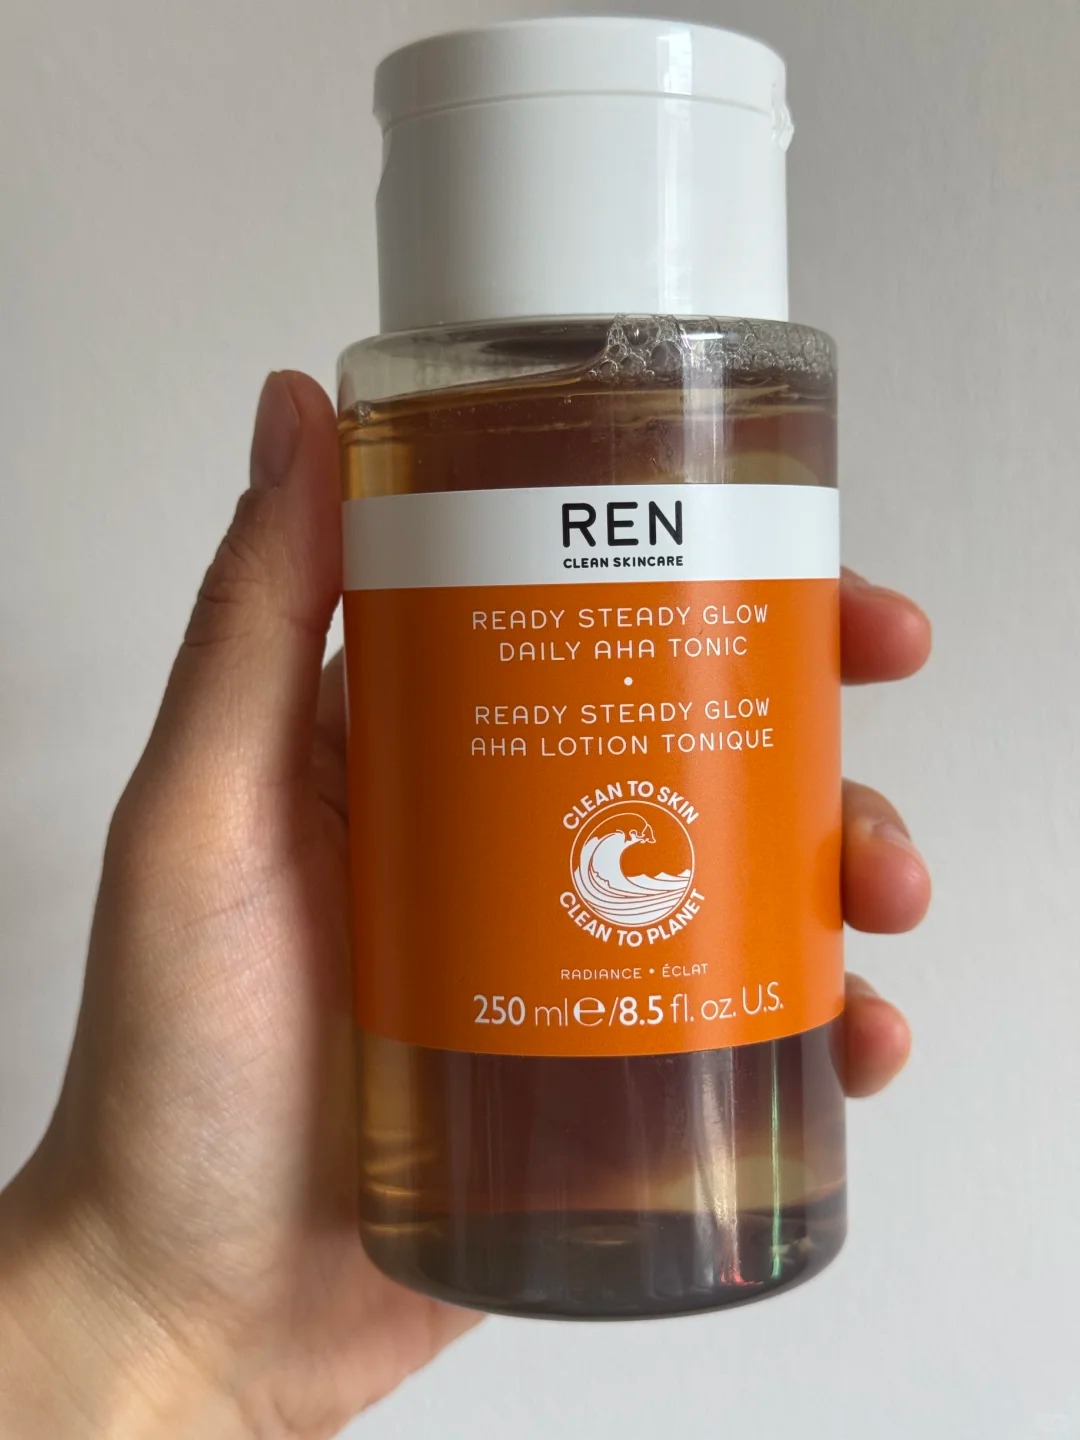 REN
CLEAN SKINCARE
READY STEADY GLOW
DAILY AHA TONIC
•
READY STEADY GLOW
AHA LOTION TONIQUE
CLEAN TO SKIN
CLEAN TO PLANET
RADIANCE • ÉCLAT
250 ml℮/8.5 fl. oz. U.S.